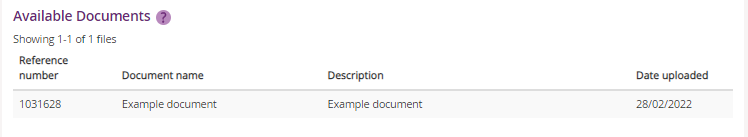 Available Documents ?
Showing 1-1 of 1 files
Reference
number Document name Description Date uploaded
1031628 Example document Example document 28/02/2022